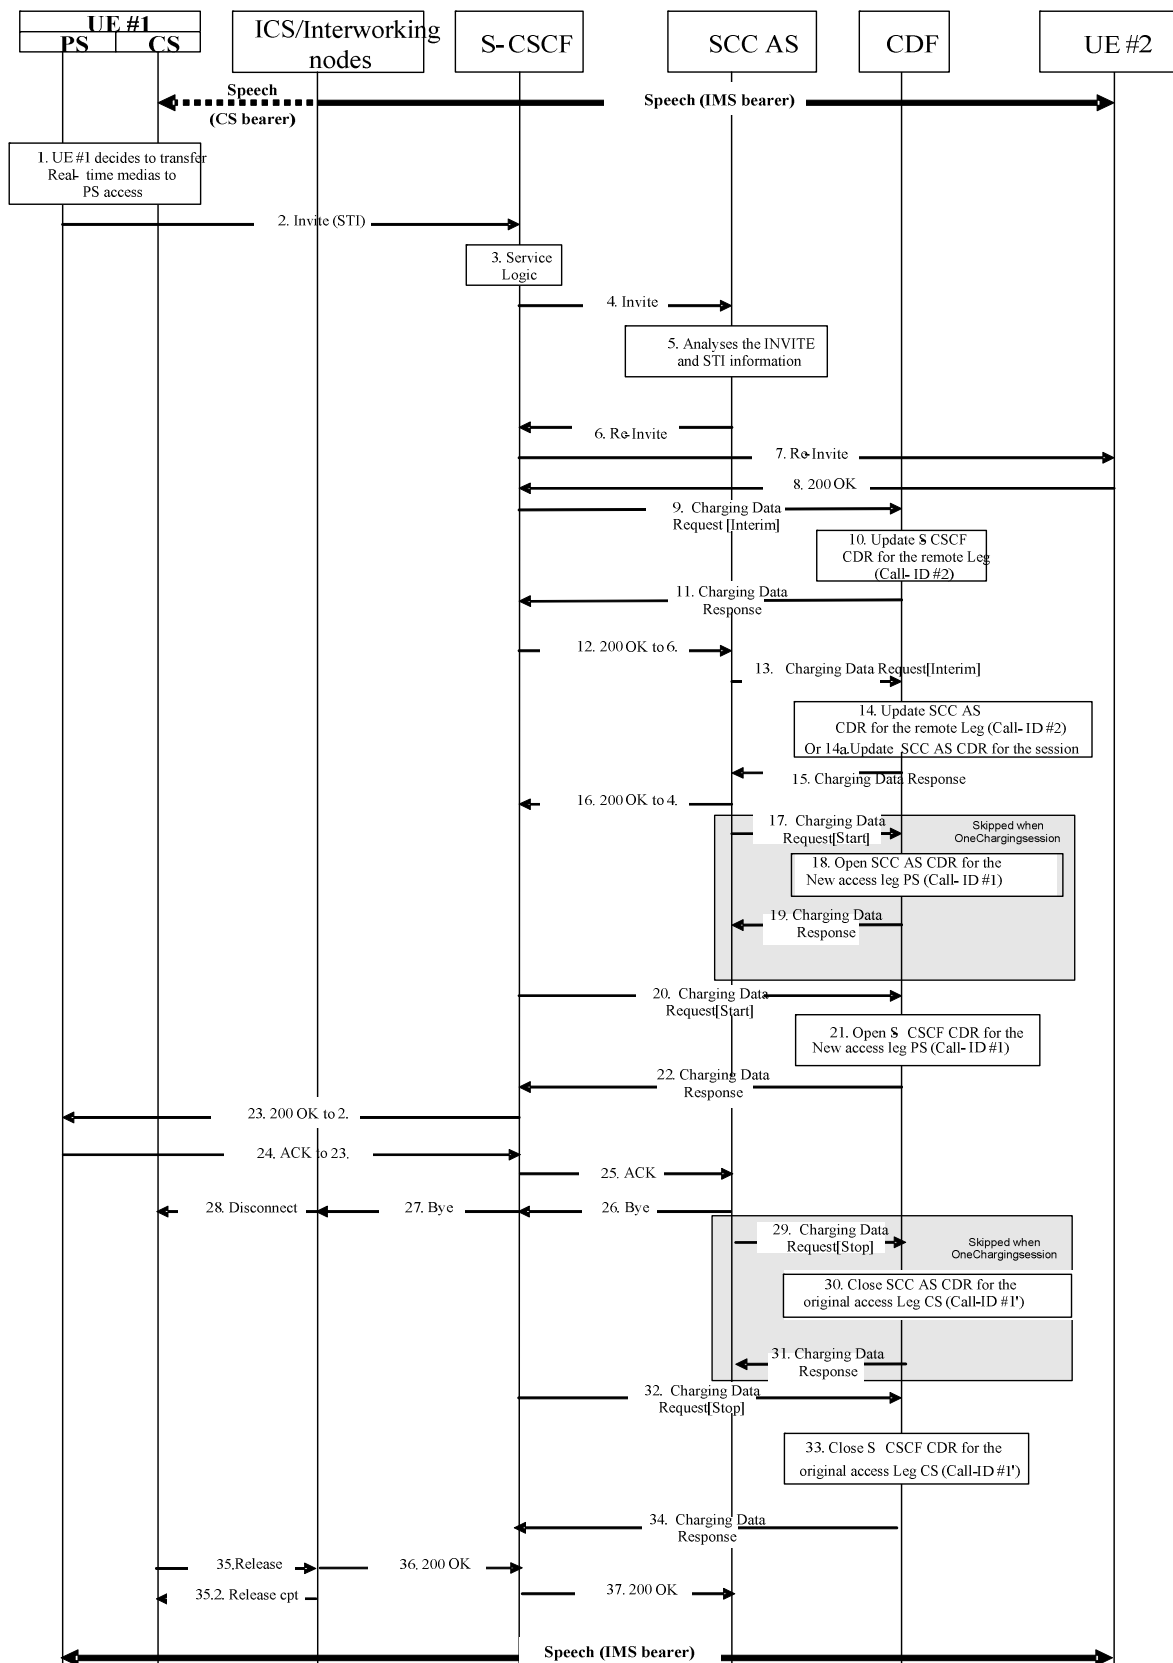 UE #1
PS
CS
ICS/Interworking
nodes
S-CSCF
SCC AS
CDF
UE #2
Speech
(CS bearer)
Speech (IMS bearer)
1. UE #1 decides to transfer
Real- time medias to
PS access
2. Invite (STI)
3. Service
Logic
4. Invite
5. Analyses the INVITE
and STI information
6. Re-Invite
7. Re-Invite
8. 200 OK
9. Charging Data
Request [Interim]
10. Update S CSCF
CDR for the remote Leg
(Call- ID #2)
11. Charging Data
Response
12. 200 OK to 6.
13. Charging Data Request[Interim]
14. Update SCC AS
CDR for the remote Leg (Call- ID #2)
Or 14a.Update SCC AS CDR for the session
15. Charging Data Response
16. 200 OK to 4.
17. Charging Data
Request[Start]
Skipped when
OneChargingsession
18. Open SCC AS CDR for the
New access leg PS (Call- ID #1)
19. Charging Data
Response
20. Charging Data
Request[Start]
21. Open S CSCF CDR for the
New access leg PS (Call- ID #1)
22. Charging Data
Response
23. 200 OK to 2.
24. ACK to 23.
25. ACK
26. Bye
27. Bye
28. Disconnect
29. Charging Data
Request[Stop]
Skipped when
OneChargingsession
30. Close SCC AS CDR for the
original access Leg CS (Call-ID #1')
31. Charging Data
Response
32. Charging Data
Request[Stop]
33. Close S CSCF CDR for the
original access Leg CS (Call-ID #1')
34. Charging Data
Response
35.Release
36. 200 OK
35.2. Release cpt
37. 200 OK
Speech (IMS bearer)